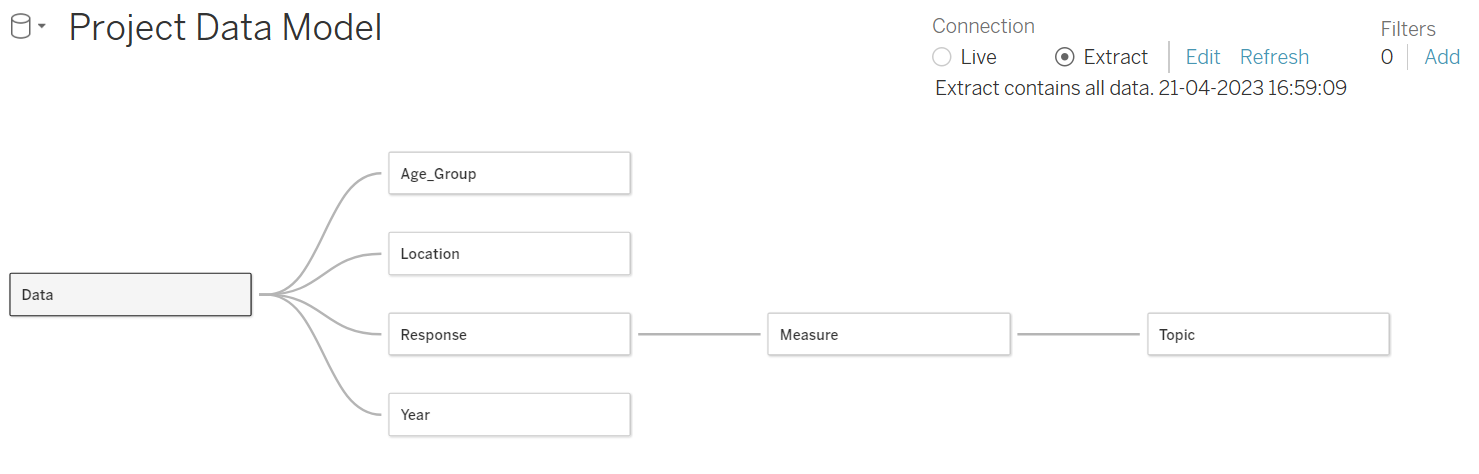 Project Data Model
Connection
Filters
Live Extract Edit Refresh
0 Add
Extract contains all data. 21-04-2023 16:59:09
Age_Group
Location
Data
Response Measure Topic
Year